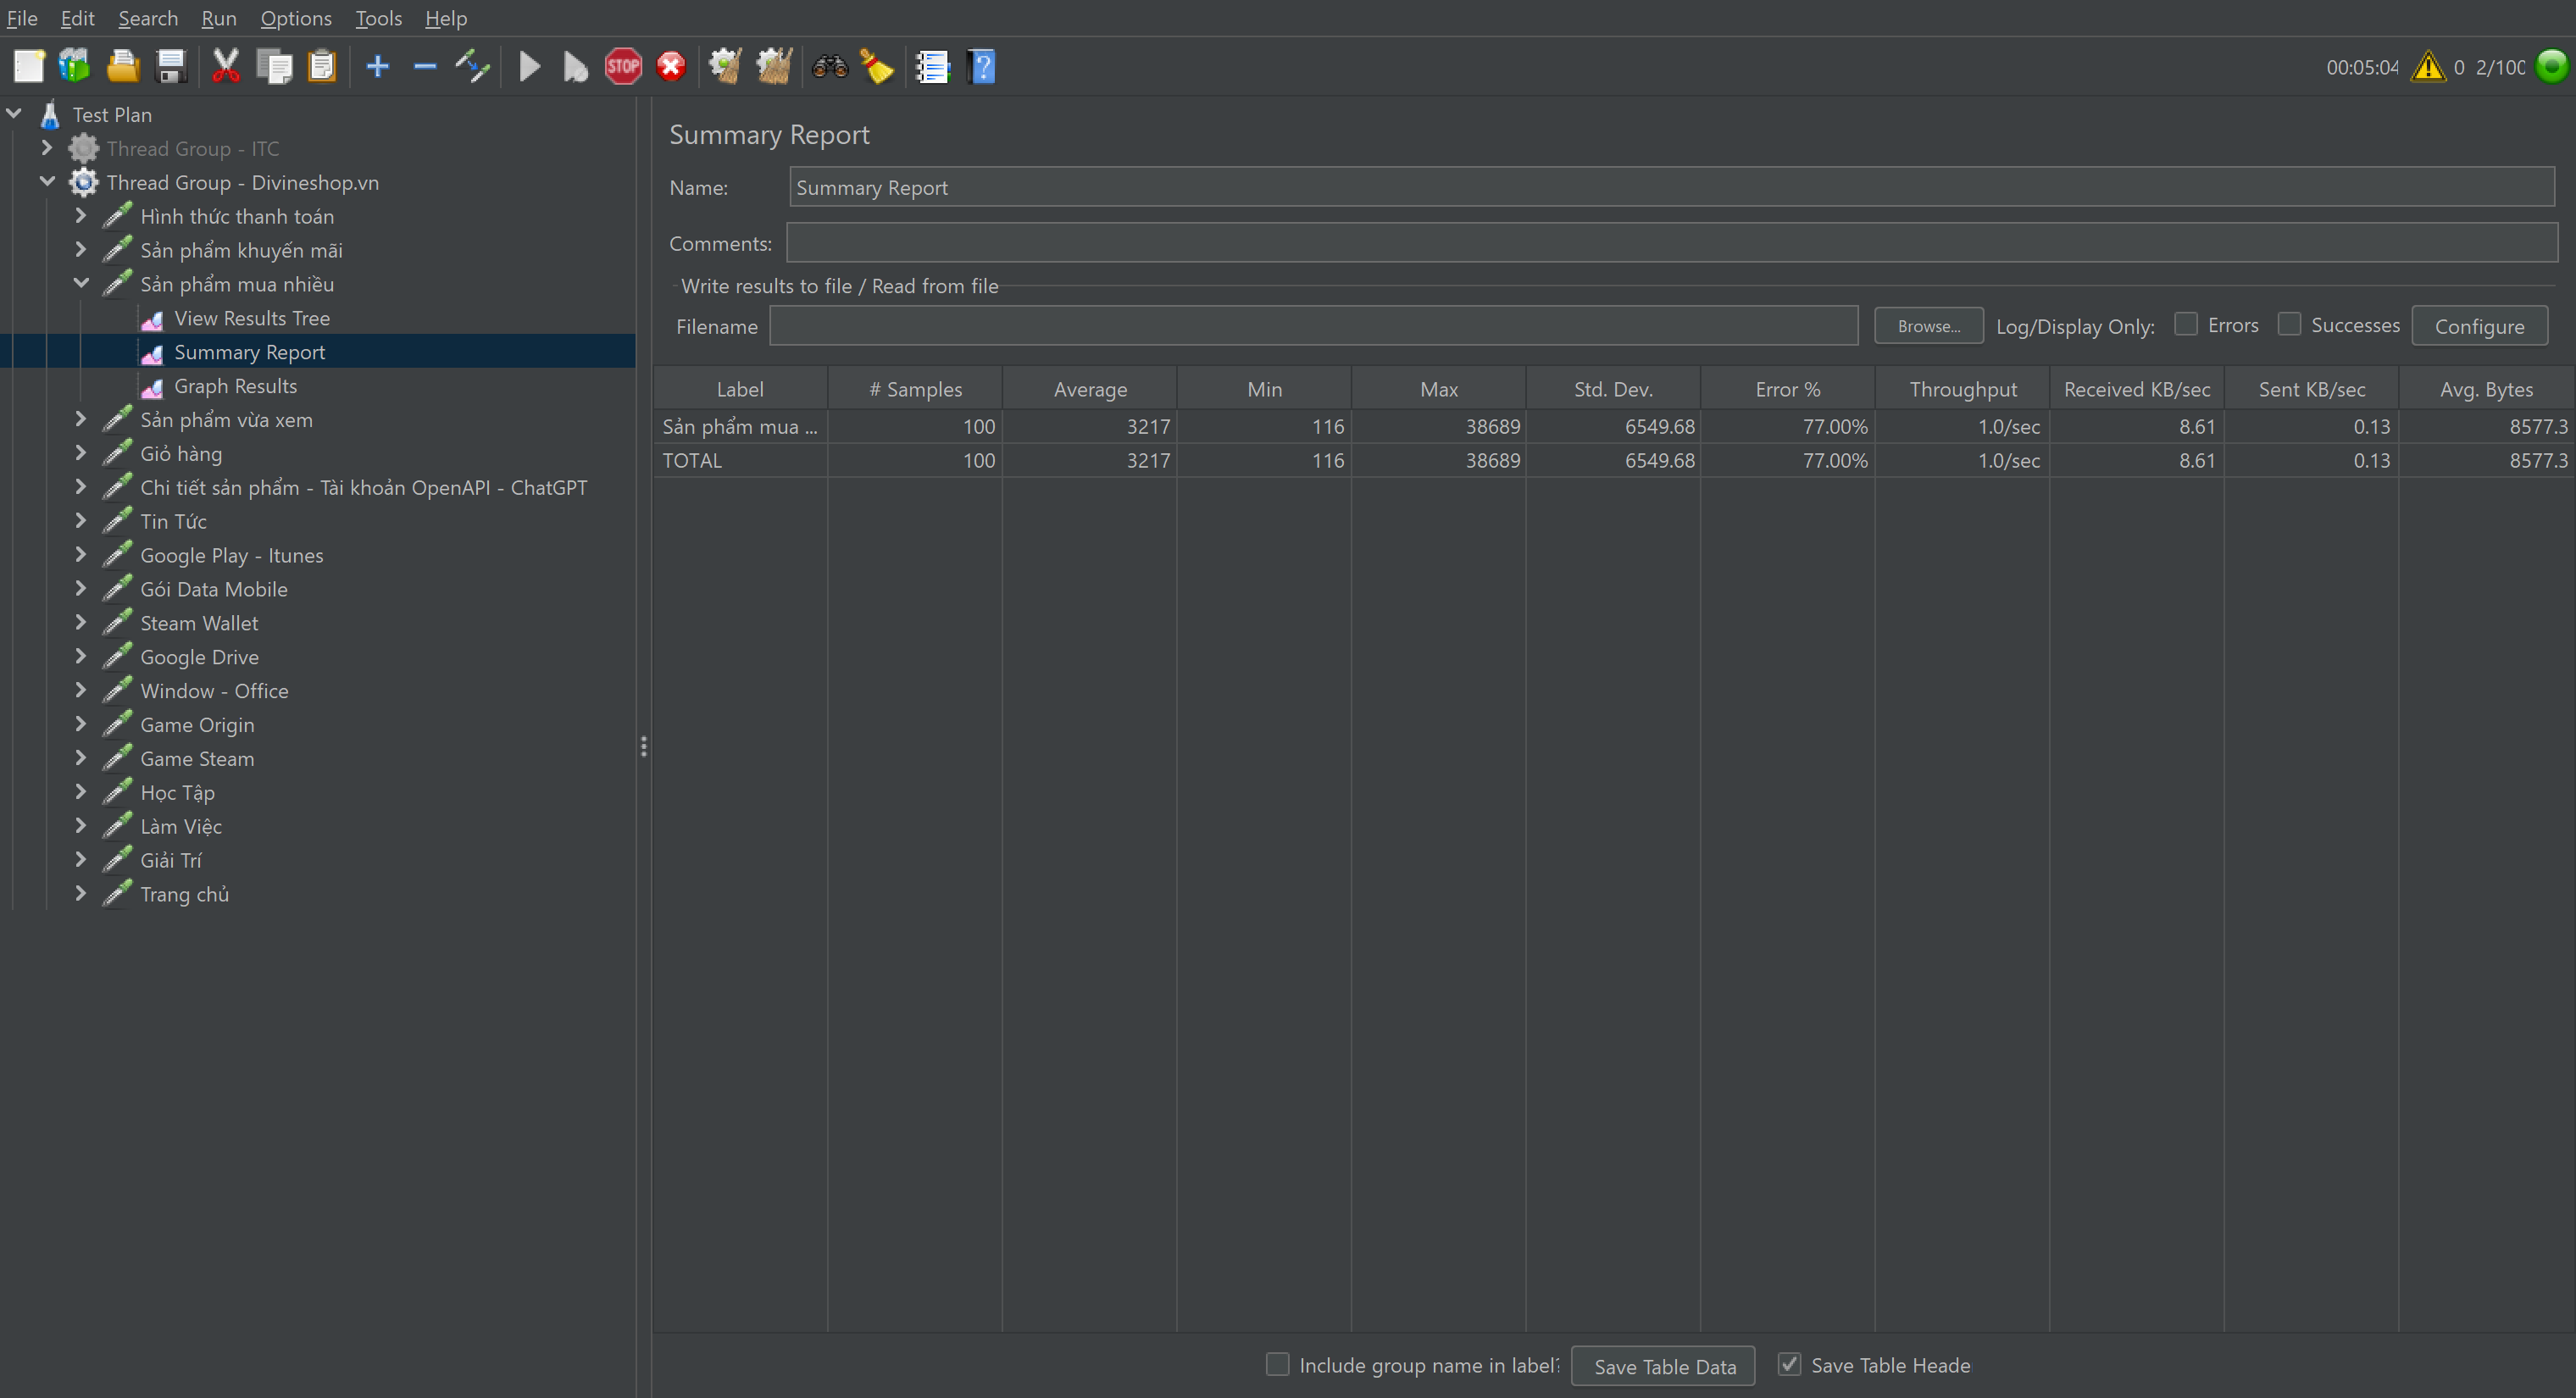 File Edit Search Run Options Tools Help
STOP
00:05:04 0 2/100
Test Plan
Thread Group - ITC
Thread Group - Divineshop.vn
Hình thức thanh toán
Sản phẩm khuyến mãi
Sản phẩm mua nhiều
View Results Tree
Summary Report
Graph Results
Sản phẩm vừa xem
Giỏ hàng
Chi tiết sản phẩm - Tài khoản OpenAPI - ChatGPT
Tin Tức
Google Play - Itunes
Gói Data Mobile
Steam Wallet
Google Drive
Window - Office
Game Origin
Game Steam
Học Tập
Làm Việc
Giải Trí
Trang chủ
Summary Report
Name: Summary Report
Comments:
Write results to file / Read from file
Filename Browse... Log/Display Only: Errors Successes Configure
Label # Samples Average Min Max Std. Dev. Error % Throughput Received KB/sec Sent KB/sec Avg. Bytes
Sản phẩm mua ... 100 3217 116 38689 6549.68 77.00% 1.0/sec 8.61 0.13 8577.3
TOTAL 100 3217 116 38689 6549.68 77.00% 1.0/sec 8.61 0.13 8577.3
Include group name in label? Save Table Data Save Table Heade